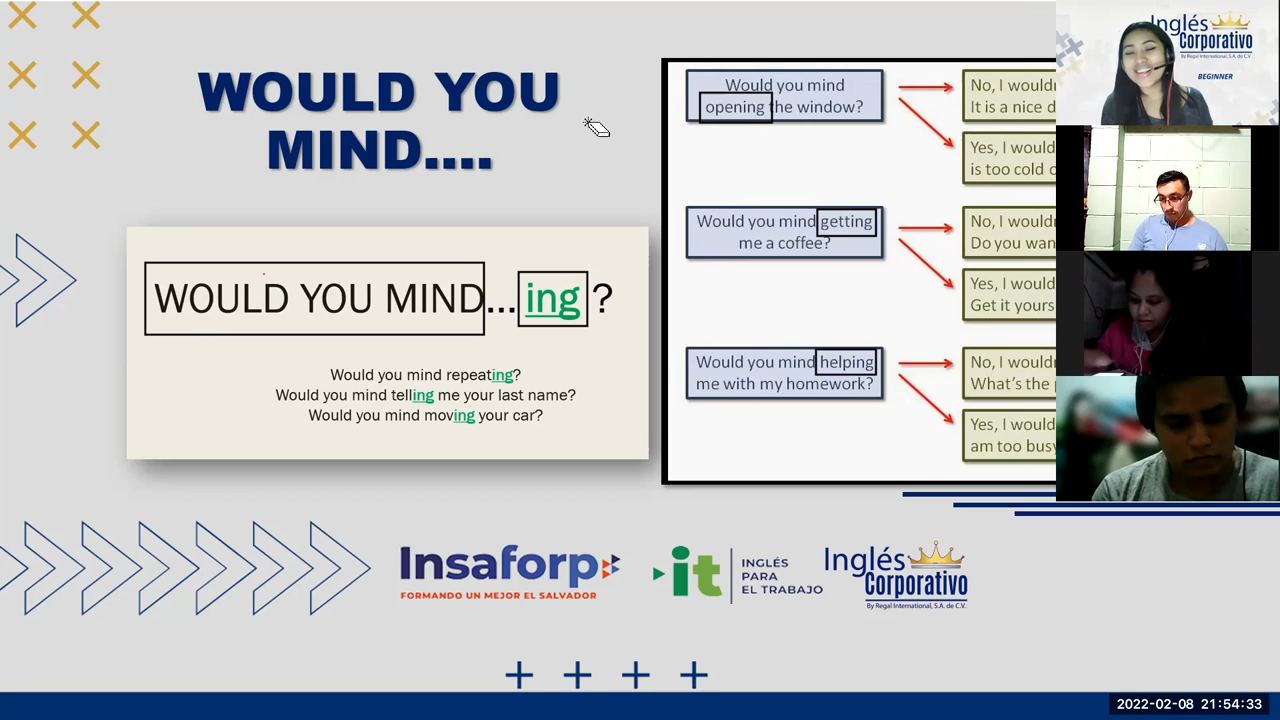 WOULD YOU
MIND....
WOULD YOU MIND...ing ?
Would you mind repeating?
Would you mind telling me your last name?
Would you mind moving your car?
Would you mind
opening the window?
No, I
It is a nice
Yes, I would
is too cold
Would you mind getting
me a coffee?
No, I
Do you
Yes, I would
Get it
Would you mind helping
me with my homework?
No, I
What's the
Yes, I would
am too
Insaforp
FORMANDO UN MEJOR EL SALVADOR
it
INGLÉS
PARA
EL TRABAJO
Inglés
Corporativo
By Regal International, S.A. de C.V.
Inglés
Corporativo
By Regal International, S.A. de C.V.
BEGINNER
2022-02-08 21:54:33